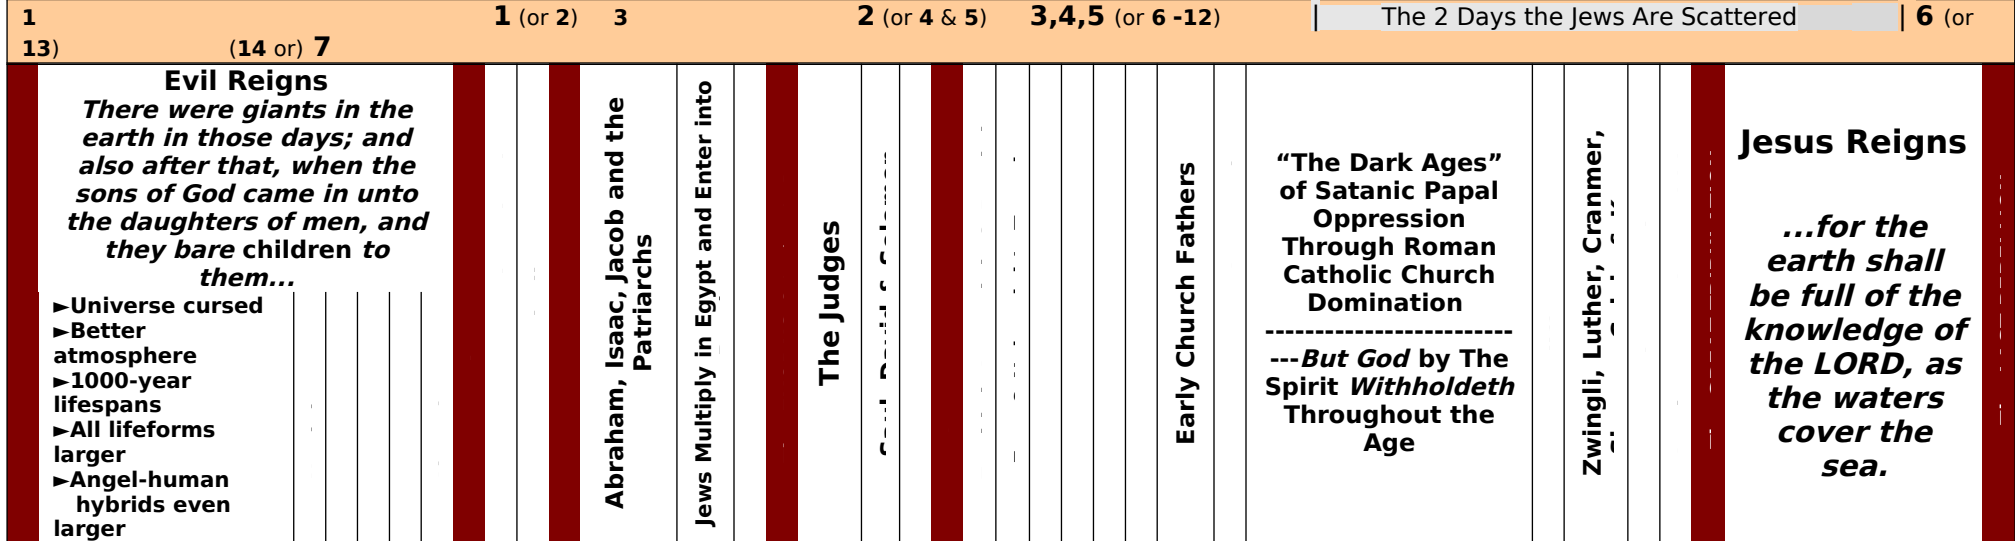 1 1 (or 2) 3 2 (or 4 & 5) 3,4,5 (or 6 -12) | The 2 Days the Jews Are Scattered | 6 (or
13) (14 or) 7
Evil Reigns
There were giants in the
earth in those days; and
also after that, when the
sons of God came in unto
the daughters of men, and
they bare children to
them...
►Universe cursed
►Better
atmosphere
►1000-year
lifespans
►All lifeforms
larger
►Angel-human
hybrids even
larger
Abraham, Isaac, Jacob and the
Patriarchs
Jews Multiply in Egypt and Enter into
The Judges
Early Church Fathers
“The Dark Ages”
of Satanic Papal
Oppression
Through Roman
Catholic Church
Domination
------------------------
---But God by The
Spirit Withholdeth
Throughout the
Age
Zwingli, Luther, Cranmer,
Jesus Reigns
...for the
earth shall
be full of the
knowledge of
the LORD, as
the waters
cover the
sea.